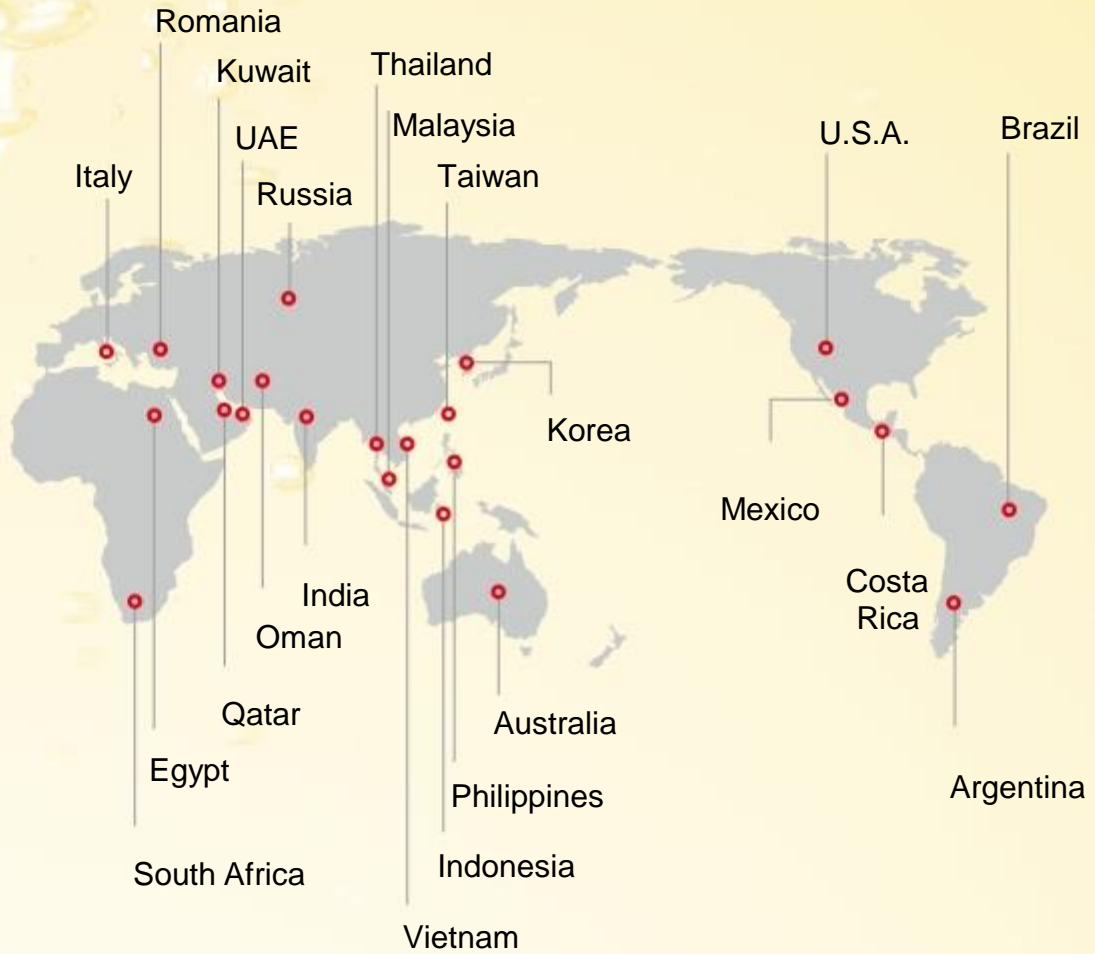 Romania
Kuwait
Thailand
Malaysia
UAE
U.S.A.
Brazil
Italy
Taiwan
Russia
Korea
Mexico
India
Costa
Rica
Oman
Qatar
Australia
Egypt
Philippines
Argentina
South Africa
Indonesia
Vietnam